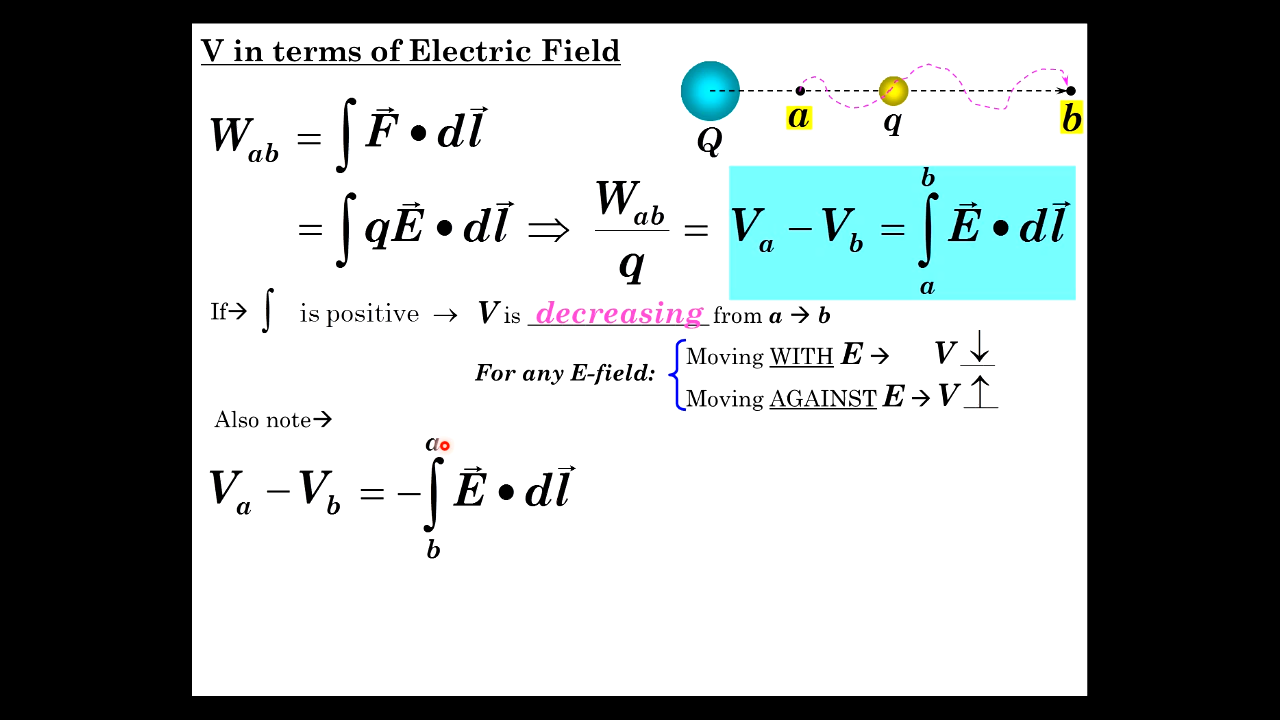 V in terms of Electric Field
Q a q b
W_ab = ∫ F⃗ • dl⃗
= ∫ qE⃗ • dl⃗ ⇒ W_ab / q = V_a − V_b = ∫_a^b E⃗ • dl⃗
If→ ∫ is positive → V is decreasing from a → b
For any E-field:
Moving WITH E → V ↓
Moving AGAINST E → V ↑
Also note→
V_a − V_b = −∫_b^a E⃗ • dl⃗